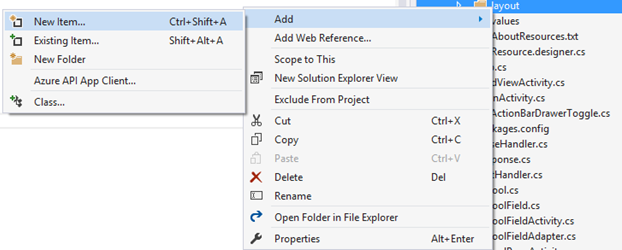 New Item... Ctrl+Shift+A
Existing Item... Shift+Alt+A
New Folder
Azure API App Client...
Class...
Add
Add Web Reference...
Scope to This
New Solution Explorer View
Exclude From Project
Cut Ctrl+X
Copy Ctrl+C
Paste Ctrl+V
Delete Del
Rename
Open Folder in File Explorer
Properties Alt+Enter
layout
values
AboutResources.txt
Resource.designer.cs
.cs
dViewActivity.cs
nActivity.cs
ActionBarDrawerToggle.cs
kages.config
seHandler.cs
ponse.cs
tHandler.cs
ool.cs
oolField.cs
oolFieldActivity.cs
oolFieldAdapter.cs